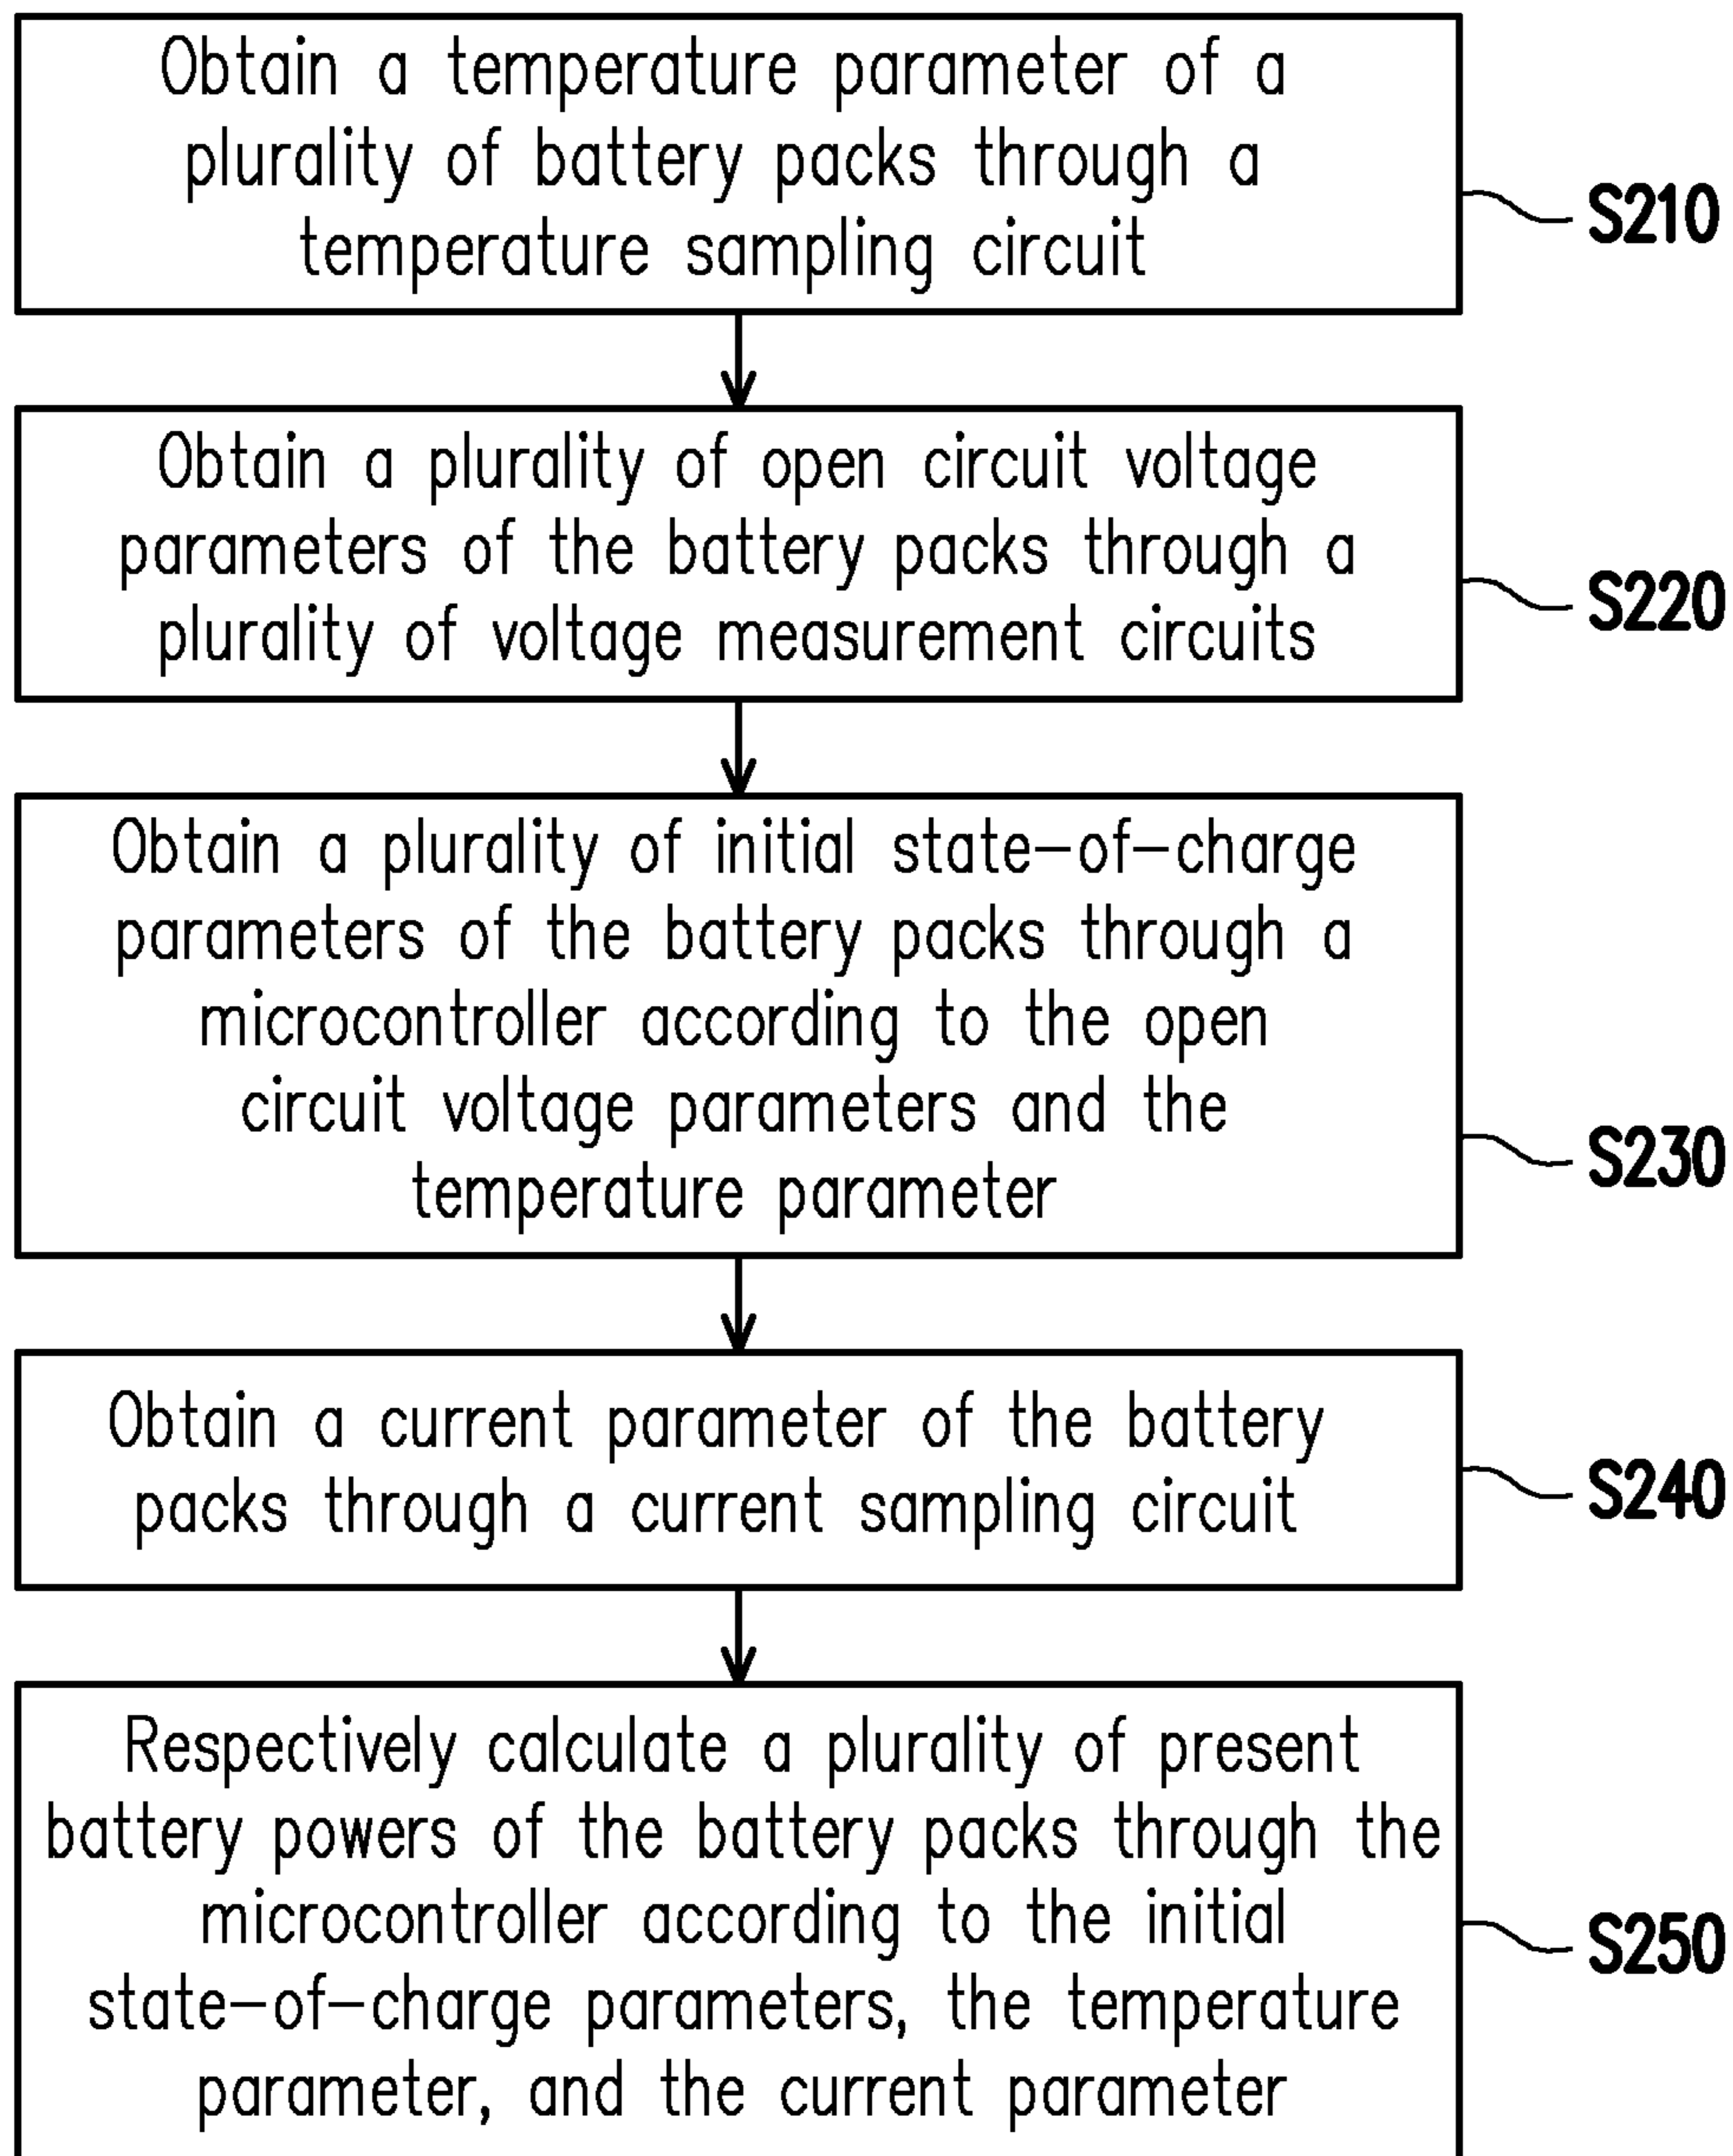 Obtain a temperature parameter of a
plurality of battery packs through a
temperature sampling circuit
S210
Obtain a plurality of open circuit voltage
parameters of the battery packs through a
plurality of voltage measurement circuits
S220
Obtain a plurality of initial state-of-charge
parameters of the battery packs through a
microcontroller according to the open
circuit voltage parameters and the
temperature parameter
S230
Obtain a current parameter of the battery
packs through a current sampling circuit
S240
Respectively calculate a plurality of present
battery powers of the battery packs through the
microcontroller according to the initial
state-of-charge parameters, the temperature
parameter, and the current parameter
S250